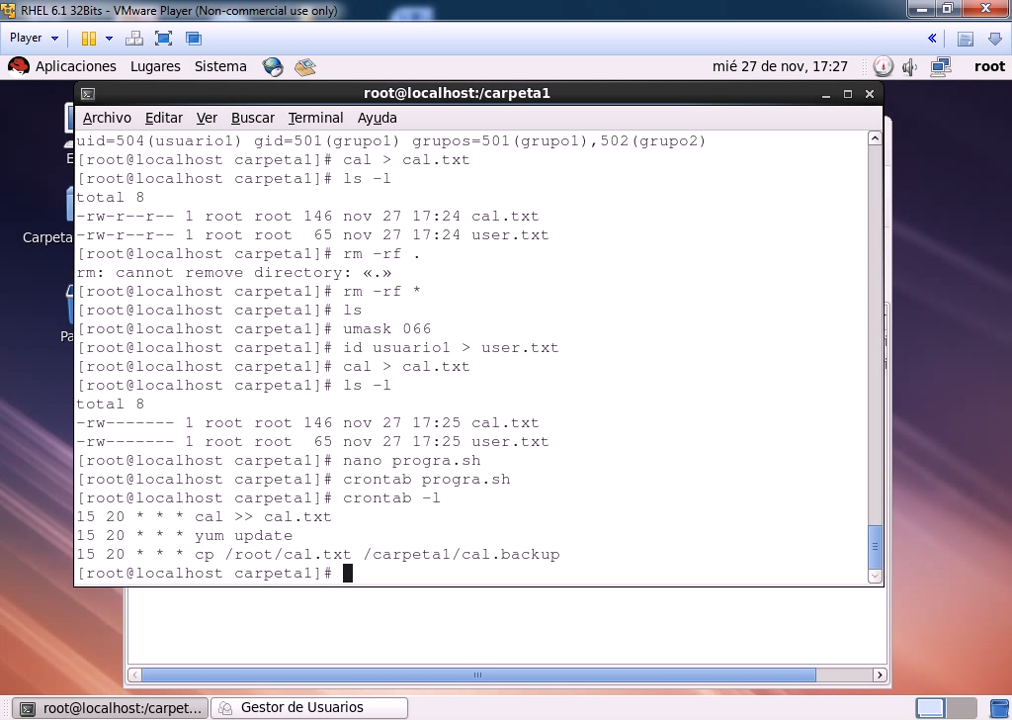 RHEL 6.1 32Bits - VMware Player (Non-commercial use only)
Player
Aplicaciones Lugares Sistema mié 27 de nov, 17:27 root
root@localhost:/carpeta1
Archivo Editar Ver Buscar Terminal Ayuda
uid=504(usuario1) gid=501(grupo1) grupos=501(grupo1),502(grupo2)
[root@localhost carpeta1]# cal > cal.txt
[root@localhost carpeta1]# ls -l
total 8
-rw-r--r-- 1 root root 146 nov 27 17:24 cal.txt
-rw-r--r-- 1 root root  65 nov 27 17:24 user.txt
[root@localhost carpeta1]# rm -rf .
rm: cannot remove directory: «.»
[root@localhost carpeta1]# rm -rf *
[root@localhost carpeta1]# ls
[root@localhost carpeta1]# umask 066
[root@localhost carpeta1]# id usuario1 > user.txt
[root@localhost carpeta1]# cal > cal.txt
[root@localhost carpeta1]# ls -l
total 8
-rw------- 1 root root 146 nov 27 17:25 cal.txt
-rw------- 1 root root  65 nov 27 17:25 user.txt
[root@localhost carpeta1]# nano progra.sh
[root@localhost carpeta1]# crontab progra.sh
[root@localhost carpeta1]# crontab -l
15 20 * * * cal >> cal.txt
15 20 * * * yum update
15 20 * * * cp /root/cal.txt /carpeta1/cal.backup
[root@localhost carpeta1]#
E
Carpeta
Pa
root@localhost:/carpet... Gestor de Usuarios